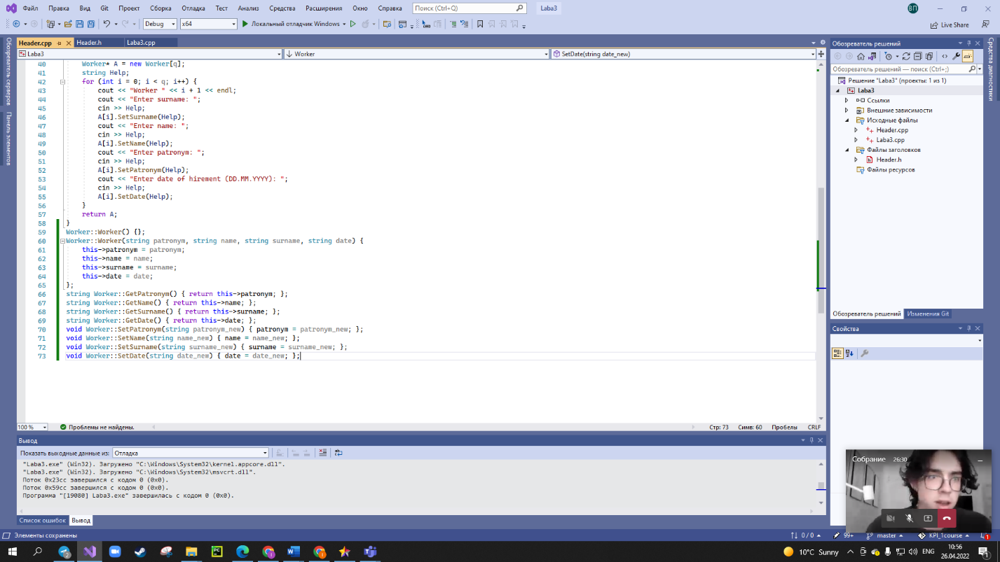 Файл Правка Вид Git Проект Сборка Отладка Тест Анализ Средства Расширения Окно Справка Поиск (Ctrl+Q) Laba3 ВП
Debug x64 Локальный отладчик Windows Live Share
Обозреватель серверов
Панель элементов
Header.cpp Header.h Laba3.cpp
Laba3 Worker SetDate(string date_new)
40 Worker* A = new Worker[q];
41 string Help;
42 for (int i = 0; i < q; i++) {
43 cout << "Worker " << i + 1 << endl;
44 cout << "Enter surname: ";
45 cin >> Help;
46 A[i].SetSurname(Help);
47 cout << "Enter name: ";
48 cin >> Help;
49 A[i].SetName(Help);
50 cout << "Enter patronym: ";
51 cin >> Help;
52 A[i].SetPatronym(Help);
53 cout << "Enter date of hirement (DD.MM.YYYY): ";
54 cin >> Help;
55 A[i].SetDate(Help);
56 }
57 return A;
58 }
59 Worker::Worker() {};
60 Worker::Worker(string patronym, string name, string surname, string date) {
61 this->patronym = patronym;
62 this->name = name;
63 this->surname = surname;
64 this->date = date;
65 };
66 string Worker::GetPatronym() { return this->patronym; };
67 string Worker::GetName() { return this->name; };
68 string Worker::GetSurname() { return this->surname; };
69 string Worker::GetDate() { return this->date; };
70 void Worker::SetPatronym(string patronym_new) { patronym = patronym_new; };
71 void Worker::SetName(string name_new) { name = name_new; };
72 void Worker::SetSurname(string surname_new) { surname = surname_new; };
73 void Worker::SetDate(string date_new) { date = date_new; };
100 % Проблемы не найдены. Стр: 73 Симв: 60 Пробелы CRLF
Вывод
Показать выходные данные из: Отладка
"Laba3.exe" (Win32). Загружено "C:\Windows\System32\kernel.appcore.dll".
"Laba3.exe" (Win32). Загружено "C:\Windows\System32\msvcrt.dll".
Поток 0x23cc завершился с кодом 0 (0x0).
Поток 0x59cc завершился с кодом 0 (0x0).
Программа "[19080] Laba3.exe" завершилась с кодом 0 (0x0).
Список ошибок Вывод
Обозреватель решений
Обозреватель решений — поиск (Ctrl+;)
Решение "Laba3" (проекты: 1 из 1)
Laba3
Ссылки
Внешние зависимости
Исходные файлы
Header.cpp
Laba3.cpp
Файлы заголовков
Header.h
Файлы ресурсов
Обозреватель решений Изменения Git
Свойства
Средства диагностики
Собрание 26:30
Элементы сохранены 0 / 0 99+ master KPI_1course 1
PC W 10°C Sunny ENG 10:56
26.04.2022 1